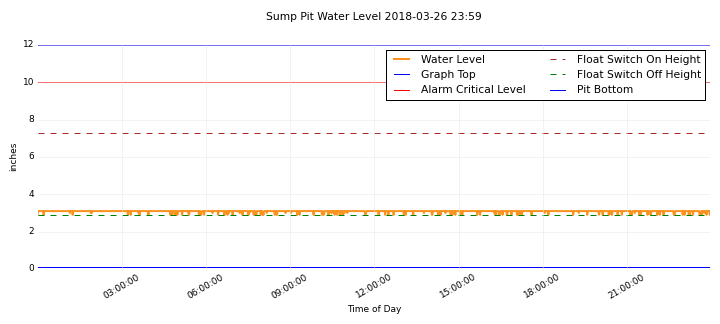 Sump Pit Water Level 2018-03-26 23:59
12
10
8
6
4
2
0
inches
Water Level
Graph Top
Alarm Critical Level
Float Switch On Height
Float Switch Off Height
Pit Bottom
03:00:00
06:00:00
09:00:00
12:00:00
15:00:00
18:00:00
21:00:00
Time of Day